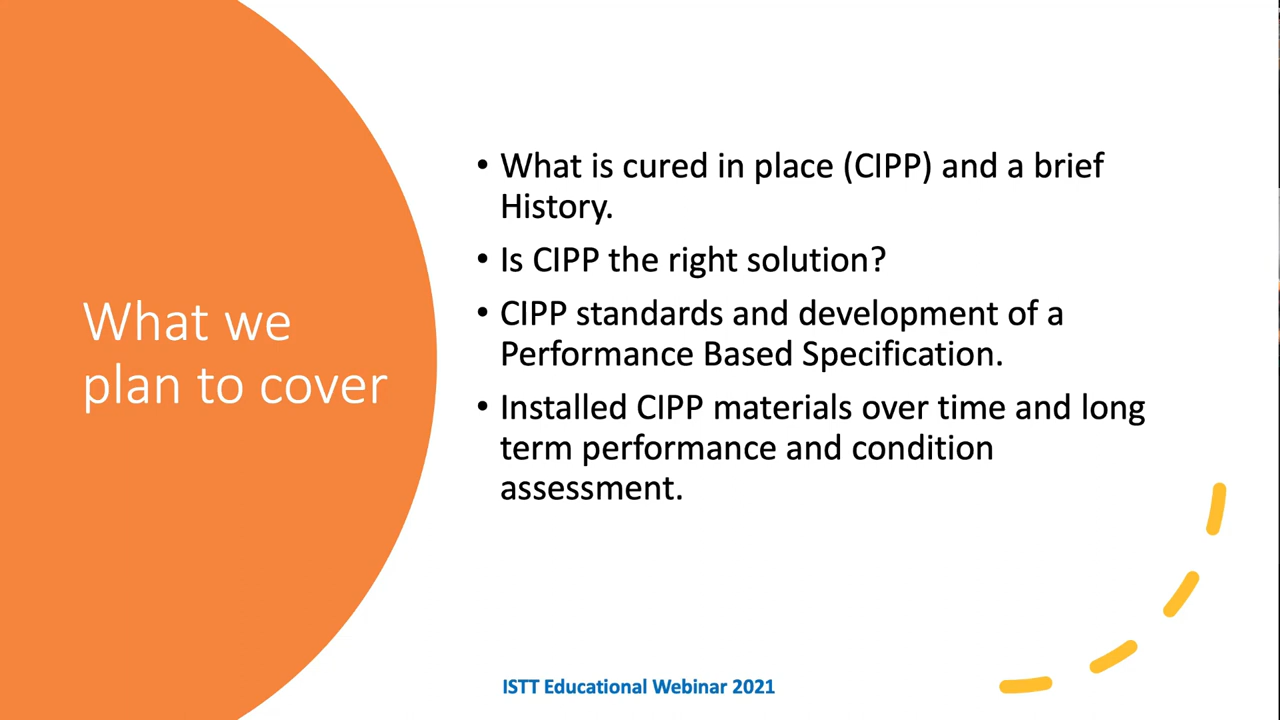 What we
plan to cover
• What is cured in place (CIPP) and a brief
History.
• Is CIPP the right solution?
• CIPP standards and development of a
Performance Based Specification.
• Installed CIPP materials over time and long
term performance and condition
assessment.
ISTT Educational Webinar 2021